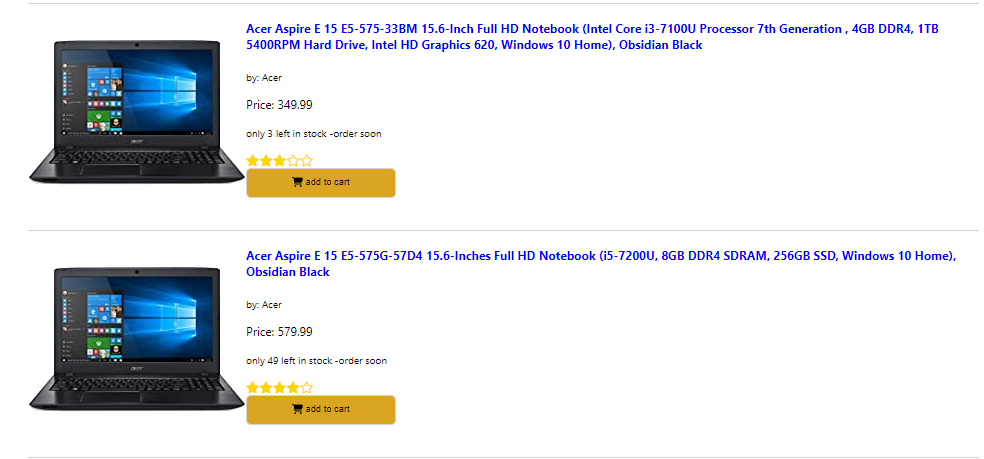 Acer Aspire E 15 E5-575-33BM 15.6-Inch Full HD Notebook (Intel Core i3-7100U Processor 7th Generation , 4GB DDR4, 1TB
5400RPM Hard Drive, Intel HD Graphics 620, Windows 10 Home), Obsidian Black
by: Acer
Price: 349.99
only 3 left in stock -order soon
add to cart
acer
Acer Aspire E 15 E5-575G-57D4 15.6-Inches Full HD Notebook (i5-7200U, 8GB DDR4 SDRAM, 256GB SSD, Windows 10 Home),
Obsidian Black
by: Acer
Price: 579.99
only 49 left in stock -order soon
add to cart
acer